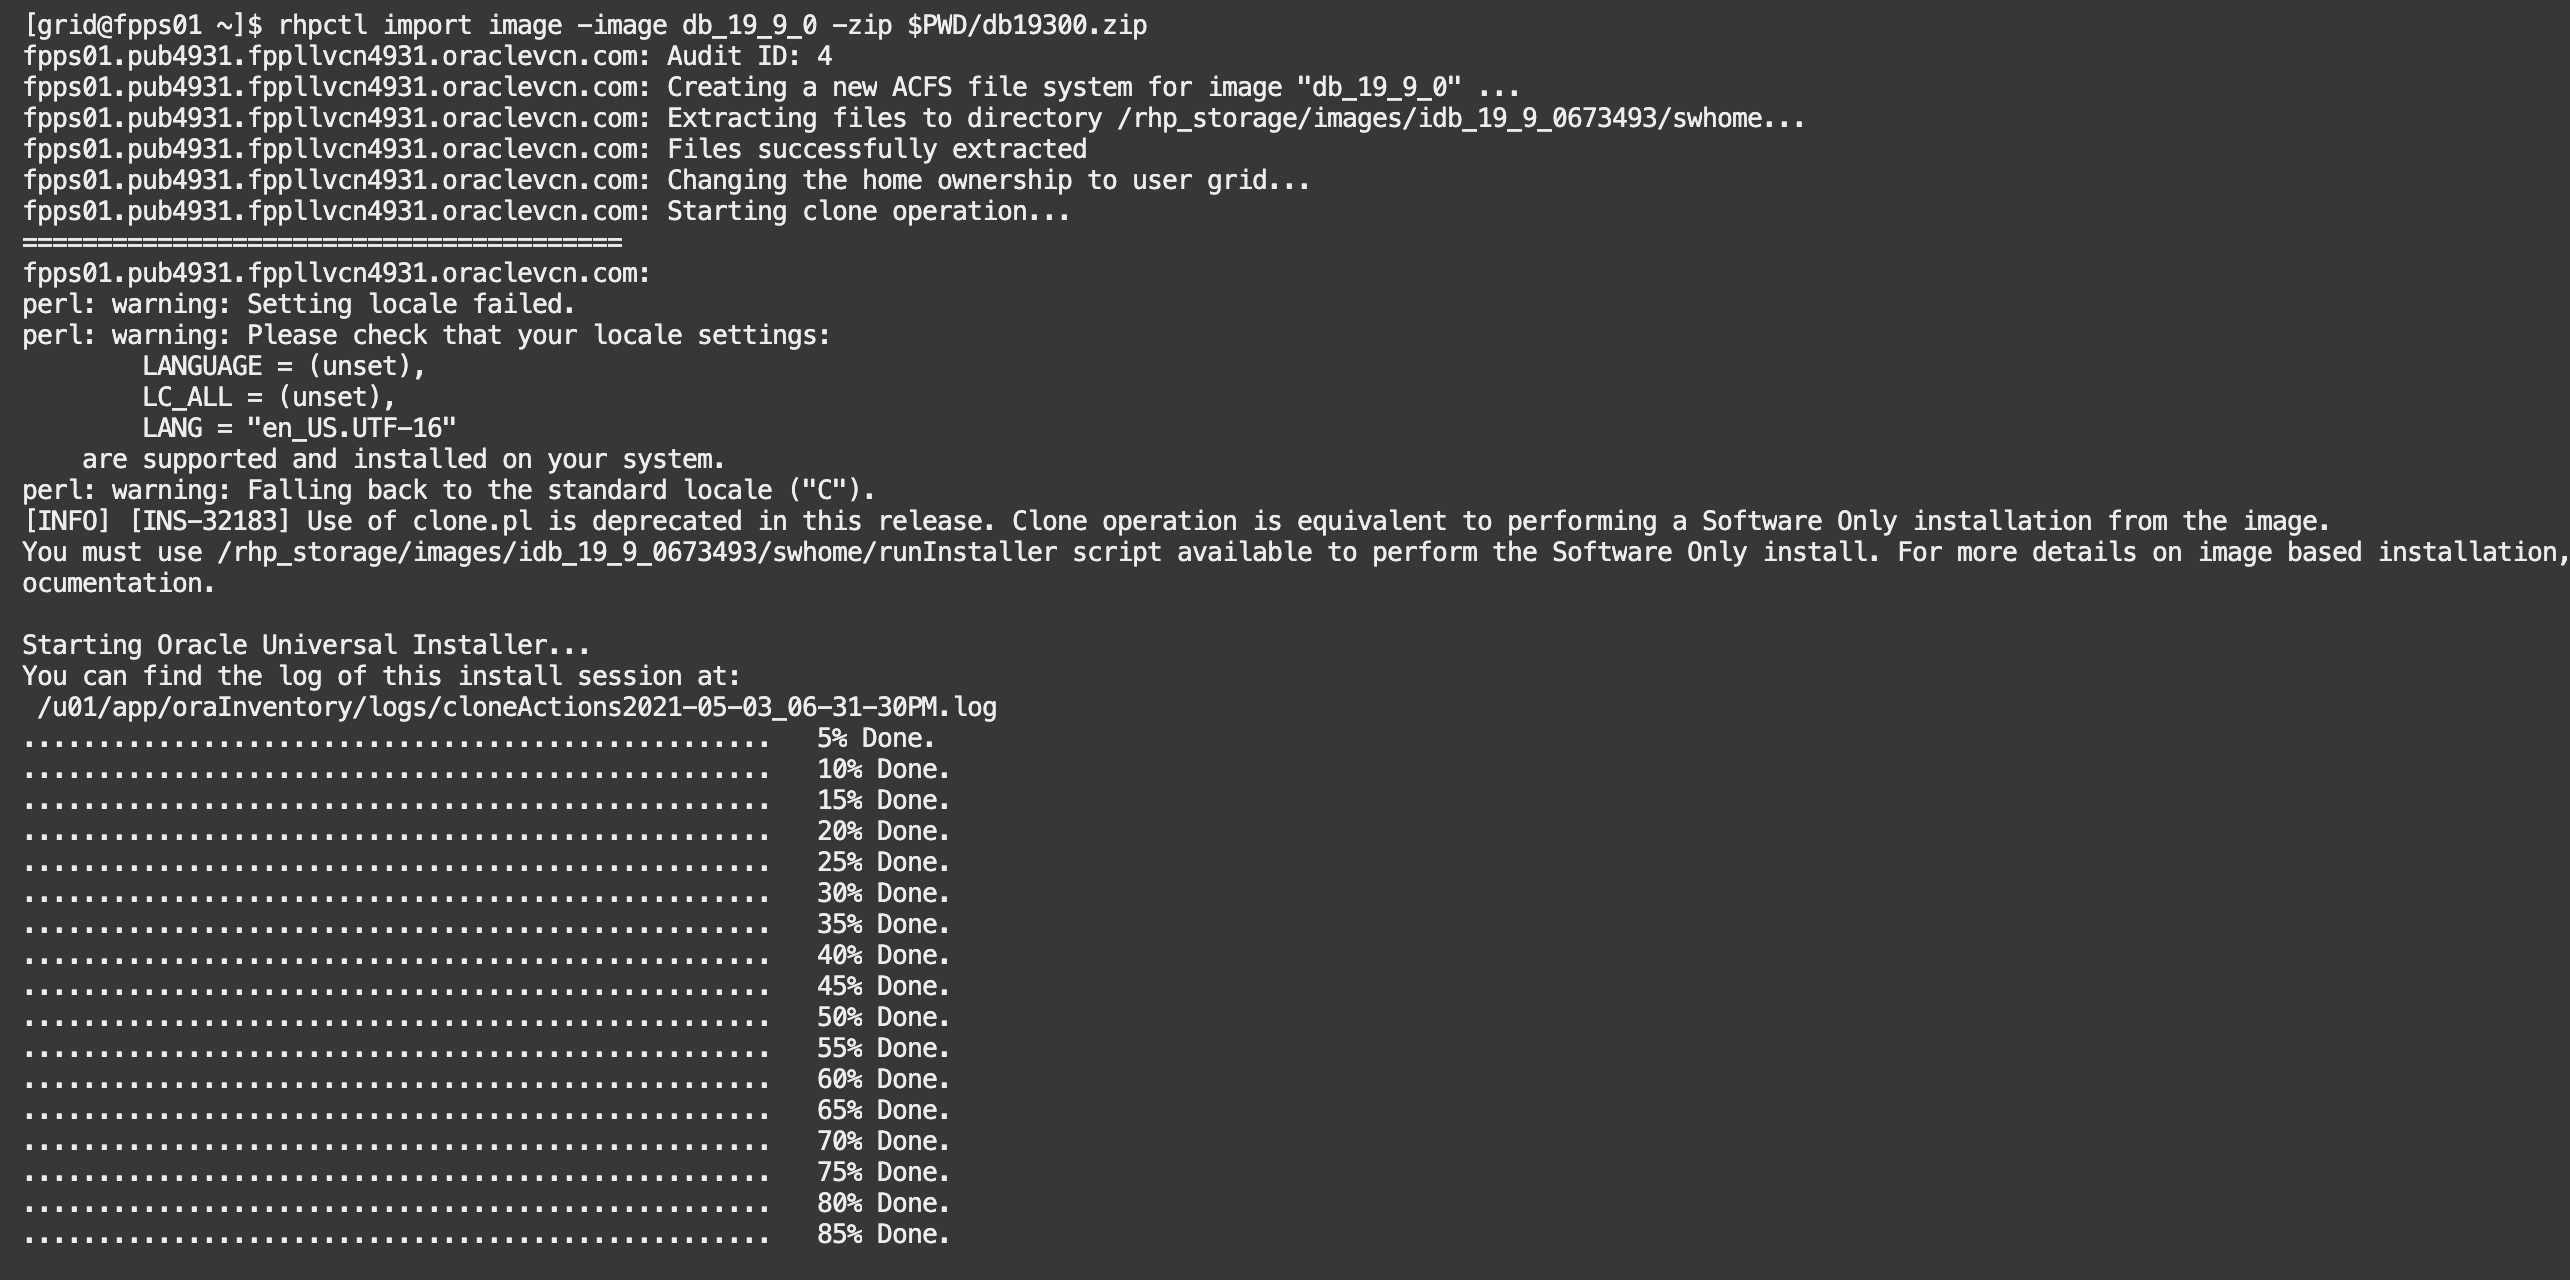 [grid@fpps01 ~]$ rhpctl import image -image db_19_9_0 -zip $PWD/db19300.zip
fpps01.pub4931.fppllvcn4931.oraclevcn.com: Audit ID: 4
fpps01.pub4931.fppllvcn4931.oraclevcn.com: Creating a new ACFS file system for image "db_19_9_0" ...
fpps01.pub4931.fppllvcn4931.oraclevcn.com: Extracting files to directory /rhp_storage/images/idb_19_9_0673493/swhome...
fpps01.pub4931.fppllvcn4931.oraclevcn.com: Files successfully extracted
fpps01.pub4931.fppllvcn4931.oraclevcn.com: Changing the home ownership to user grid...
fpps01.pub4931.fppllvcn4931.oraclevcn.com: Starting clone operation...
========================================
fpps01.pub4931.fppllvcn4931.oraclevcn.com:
perl: warning: Setting locale failed.
perl: warning: Please check that your locale settings:
        LANGUAGE = (unset),
        LC_ALL = (unset),
        LANG = "en_US.UTF-16"
    are supported and installed on your system.
perl: warning: Falling back to the standard locale ("C").
[INFO] [INS-32183] Use of clone.pl is deprecated in this release. Clone operation is equivalent to performing a Software Only installation from the image.
You must use /rhp_storage/images/idb_19_9_0673493/swhome/runInstaller script available to perform the Software Only install. For more details on image based installation,
ocumentation.

Starting Oracle Universal Installer...
You can find the log of this install session at:
 /u01/app/oraInventory/logs/cloneActions2021-05-03_06-31-30PM.log
..................................................   5% Done.
..................................................   10% Done.
..................................................   15% Done.
..................................................   20% Done.
..................................................   25% Done.
..................................................   30% Done.
..................................................   35% Done.
..................................................   40% Done.
..................................................   45% Done.
..................................................   50% Done.
..................................................   55% Done.
..................................................   60% Done.
..................................................   65% Done.
..................................................   70% Done.
..................................................   75% Done.
..................................................   80% Done.
..................................................   85% Done.